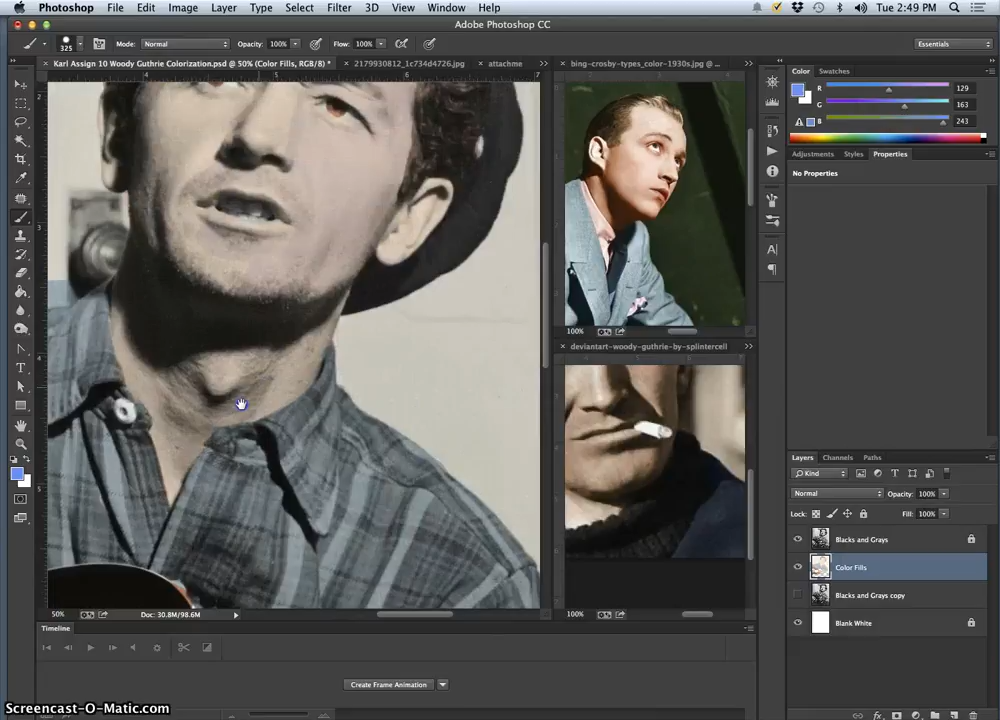 Photoshop File Edit Image Layer Type Select Filter 3D View Window Help Tue 2:49 PM
Adobe Photoshop CC
325 Mode: Normal Opacity: 100% Flow: 100% Essentials
Karl Assign 10 Woody Guthrie Colorization.psd @ 50% (Color Fills, RGB/8) * 2179930812_1c734d4726.jpg attachme
bing-crosby-types_color-1930s.jpg @ ...
Color Swatches
R 129
G 163
B 243
Adjustments Styles Properties
No Properties
100%
deviantart-woody-guthrie-by-splintercell
Layers Channels Paths
Kind
Normal Opacity: 100%
Lock: Fill: 100%
Blacks and Grays
Color Fills
Blacks and Grays copy
Blank White
50% Doc: 30.8M/98.6M
100%
Timeline
Create Frame Animation
Screencast-O-Matic.com